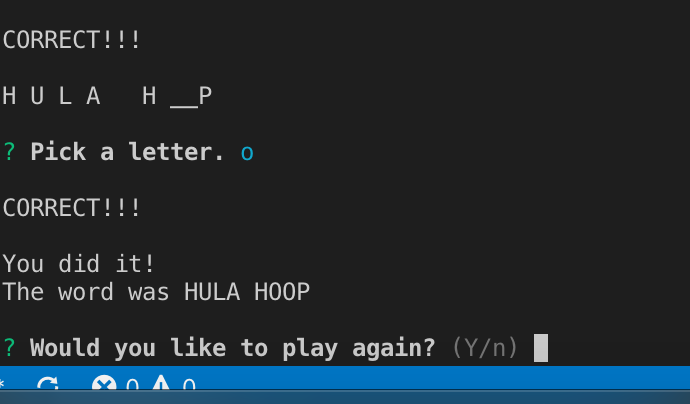 CORRECT!!!
H U L A   H __P
? Pick a letter. o
CORRECT!!!
You did it!
The word was HULA HOOP
? Would you like to play again? (Y/n)
* 0 0